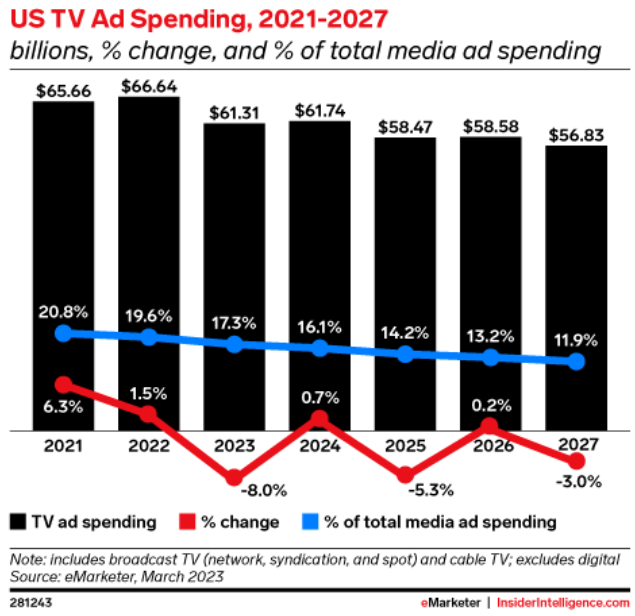 US TV Ad Spending, 2021-2027
billions, % change, and % of total media ad spending
$65.66 $66.64 $61.31 $61.74 $58.47 $58.58 $56.83
20.8% 19.6% 17.3% 16.1% 14.2% 13.2% 11.9%
6.3% 1.5% -8.0% 0.7% -5.3% 0.2% -3.0%
2021 2022 2023 2024 2025 2026 2027
TV ad spending % change % of total media ad spending
Note: includes broadcast TV (network, syndication, and spot) and cable TV; excludes digital
Source: eMarketer, March 2023
281243 eMarketer | InsiderIntelligence.com